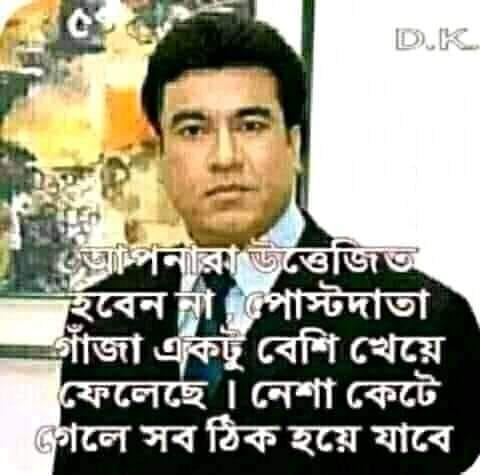 D.K.
আপনারা উত্তেজিত
হবেন না , পোস্টদাতা
গাঁজা একটু বেশি খেয়ে
ফেলেছে । নেশা কেটে
গেলে সব ঠিক হয়ে যাবে